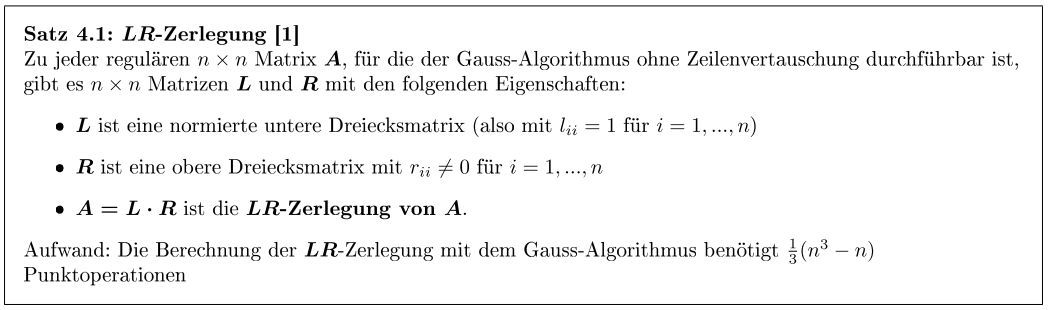 Satz 4.1: LR-Zerlegung [1]
Zu jeder regulären n × n Matrix A, für die der Gauss-Algorithmus ohne Zeilenvertauschung durchführbar ist,
gibt es n × n Matrizen L und R mit den folgenden Eigenschaften:
• L ist eine normierte untere Dreiecksmatrix (also mit lᵢᵢ = 1 für i = 1, ..., n)
• R ist eine obere Dreiecksmatrix mit rᵢᵢ ≠ 0 für i = 1, ..., n
• A = L · R ist die LR-Zerlegung von A.
Aufwand: Die Berechnung der LR-Zerlegung mit dem Gauss-Algorithmus benötigt ⅓(n³ − n)
Punktoperationen